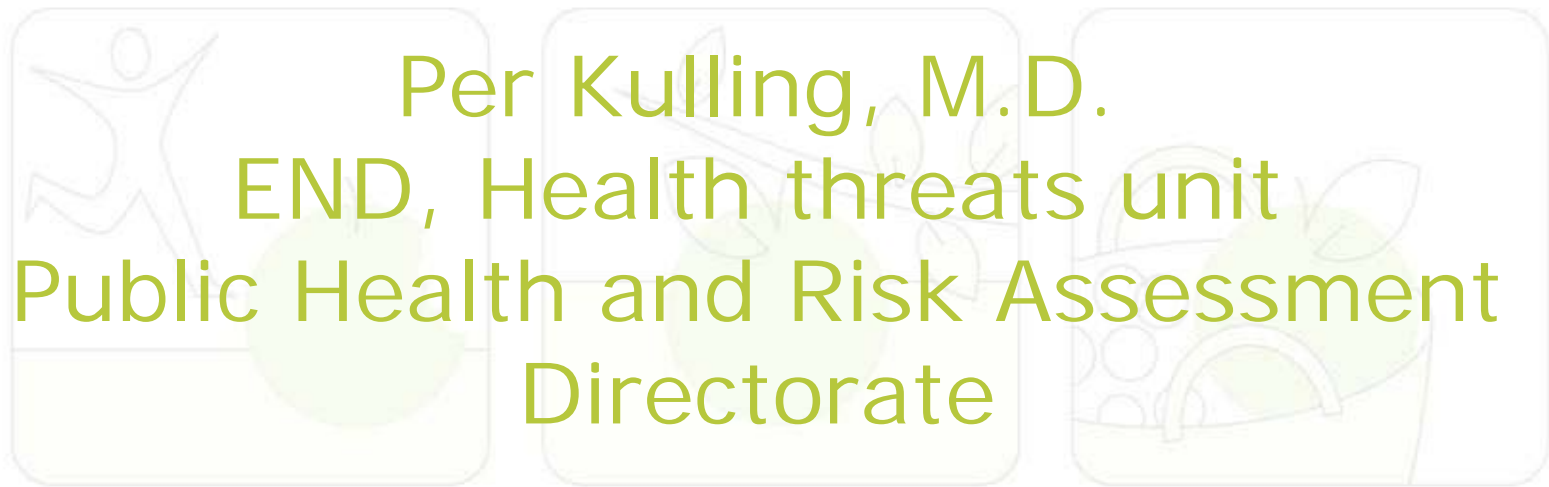 Per Kulling, M.D.
END, Health threats unit
Public Health and Risk Assessment
Directorate